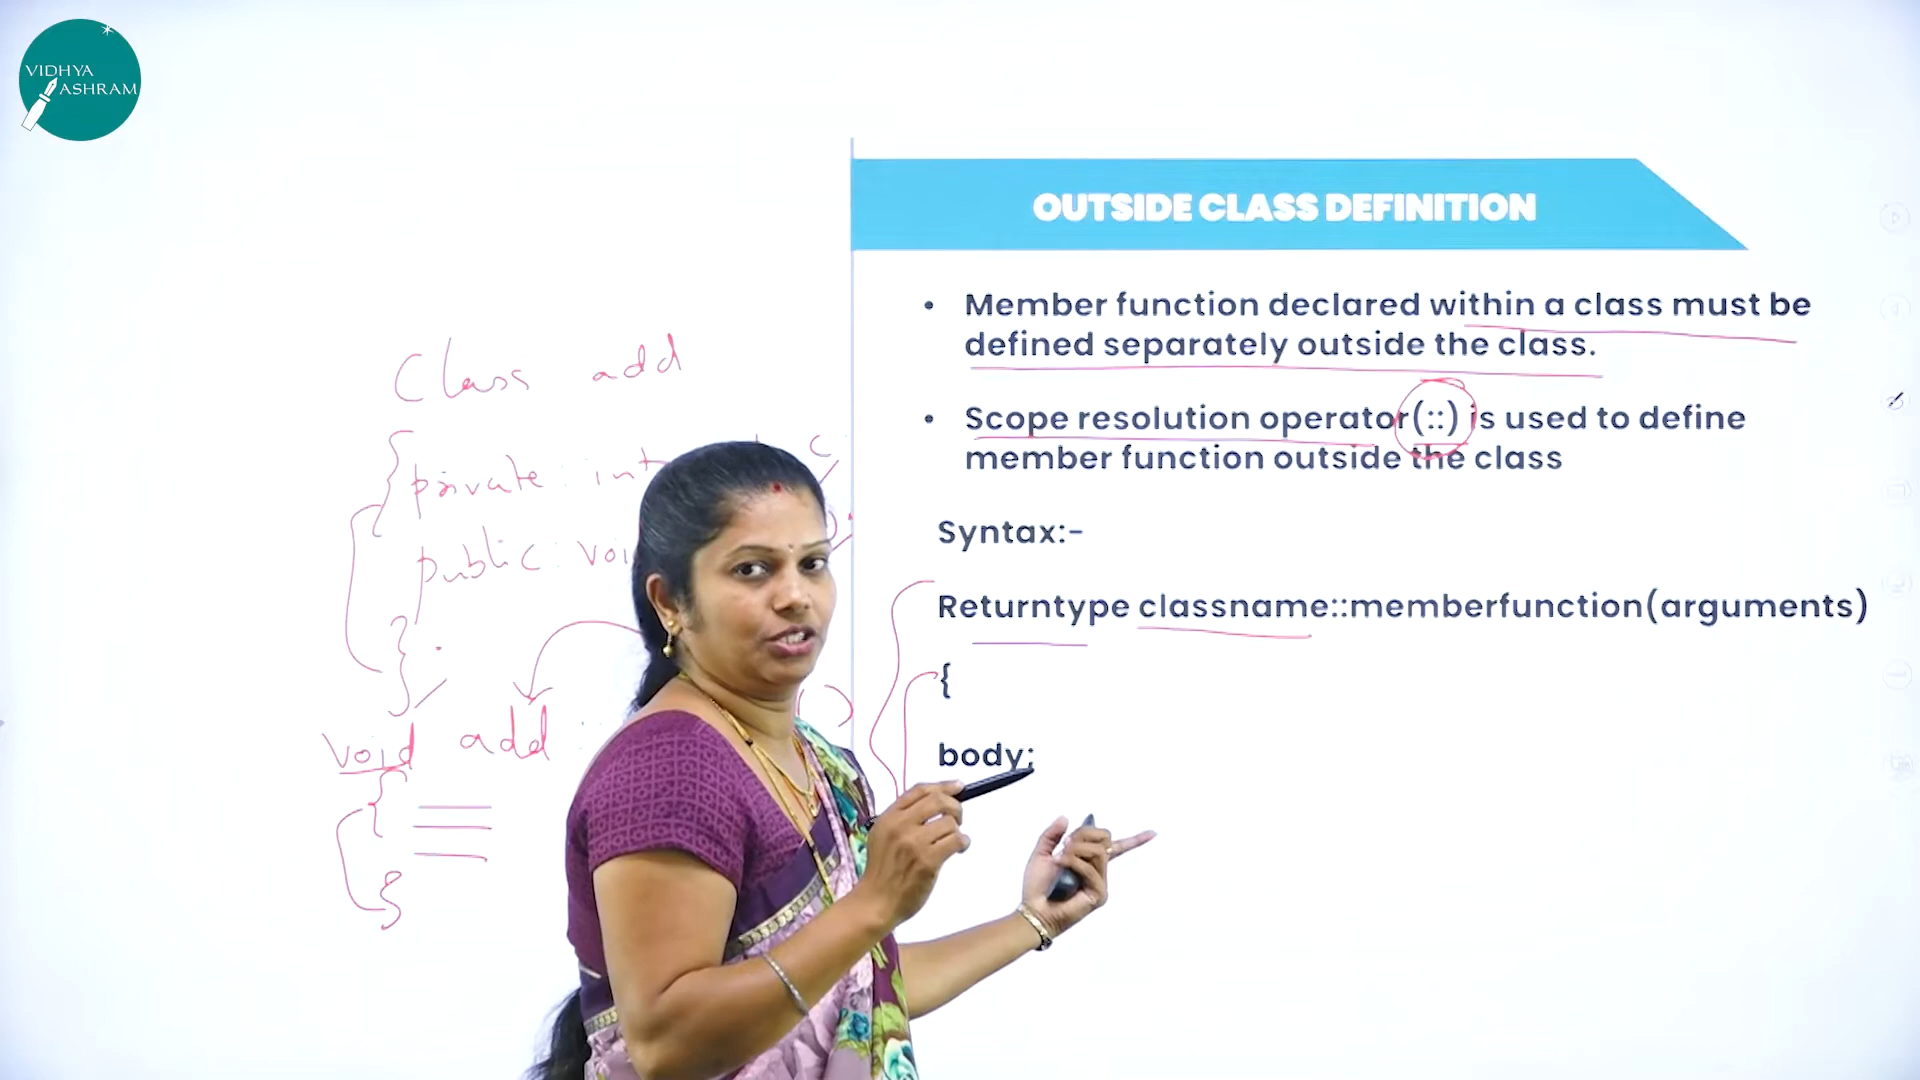 VIDHYA
ASHRAM
OUTSIDE CLASS DEFINITION
• Member function declared within a class must be
defined separately outside the class.
• Scope resolution operator(::) is used to define
member function outside the class
Syntax:-
Returntype classname::memberfunction(arguments)
{
body;
Class add
{
private: int c
public: voi
};
void add :: ()
{
}